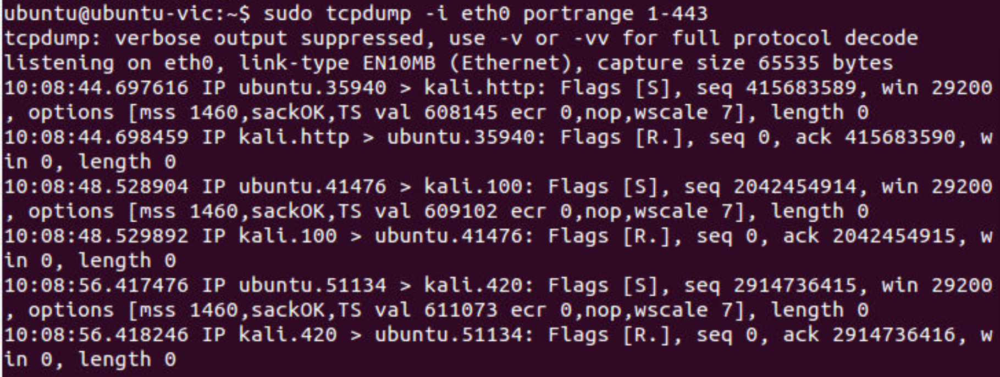 ubuntu@ubuntu-vic:~$ sudo tcpdump -i eth0 portrange 1-443
tcpdump: verbose output suppressed, use -v or -vv for full protocol decode
listening on eth0, link-type EN10MB (Ethernet), capture size 65535 bytes
10:08:44.697616 IP ubuntu.35940 > kali.http: Flags [S], seq 415683589, win 29200
, options [mss 1460,sackOK,TS val 608145 ecr 0,nop,wscale 7], length 0
10:08:44.698459 IP kali.http > ubuntu.35940: Flags [R.], seq 0, ack 415683590, w
in 0, length 0
10:08:48.528904 IP ubuntu.41476 > kali.100: Flags [S], seq 2042454914, win 29200
, options [mss 1460,sackOK,TS val 609102 ecr 0,nop,wscale 7], length 0
10:08:48.529892 IP kali.100 > ubuntu.41476: Flags [R.], seq 0, ack 2042454915, w
in 0, length 0
10:08:56.417476 IP ubuntu.51134 > kali.420: Flags [S], seq 2914736415, win 29200
, options [mss 1460,sackOK,TS val 611073 ecr 0,nop,wscale 7], length 0
10:08:56.418246 IP kali.420 > ubuntu.51134: Flags [R.], seq 0, ack 2914736416, w
in 0, length 0